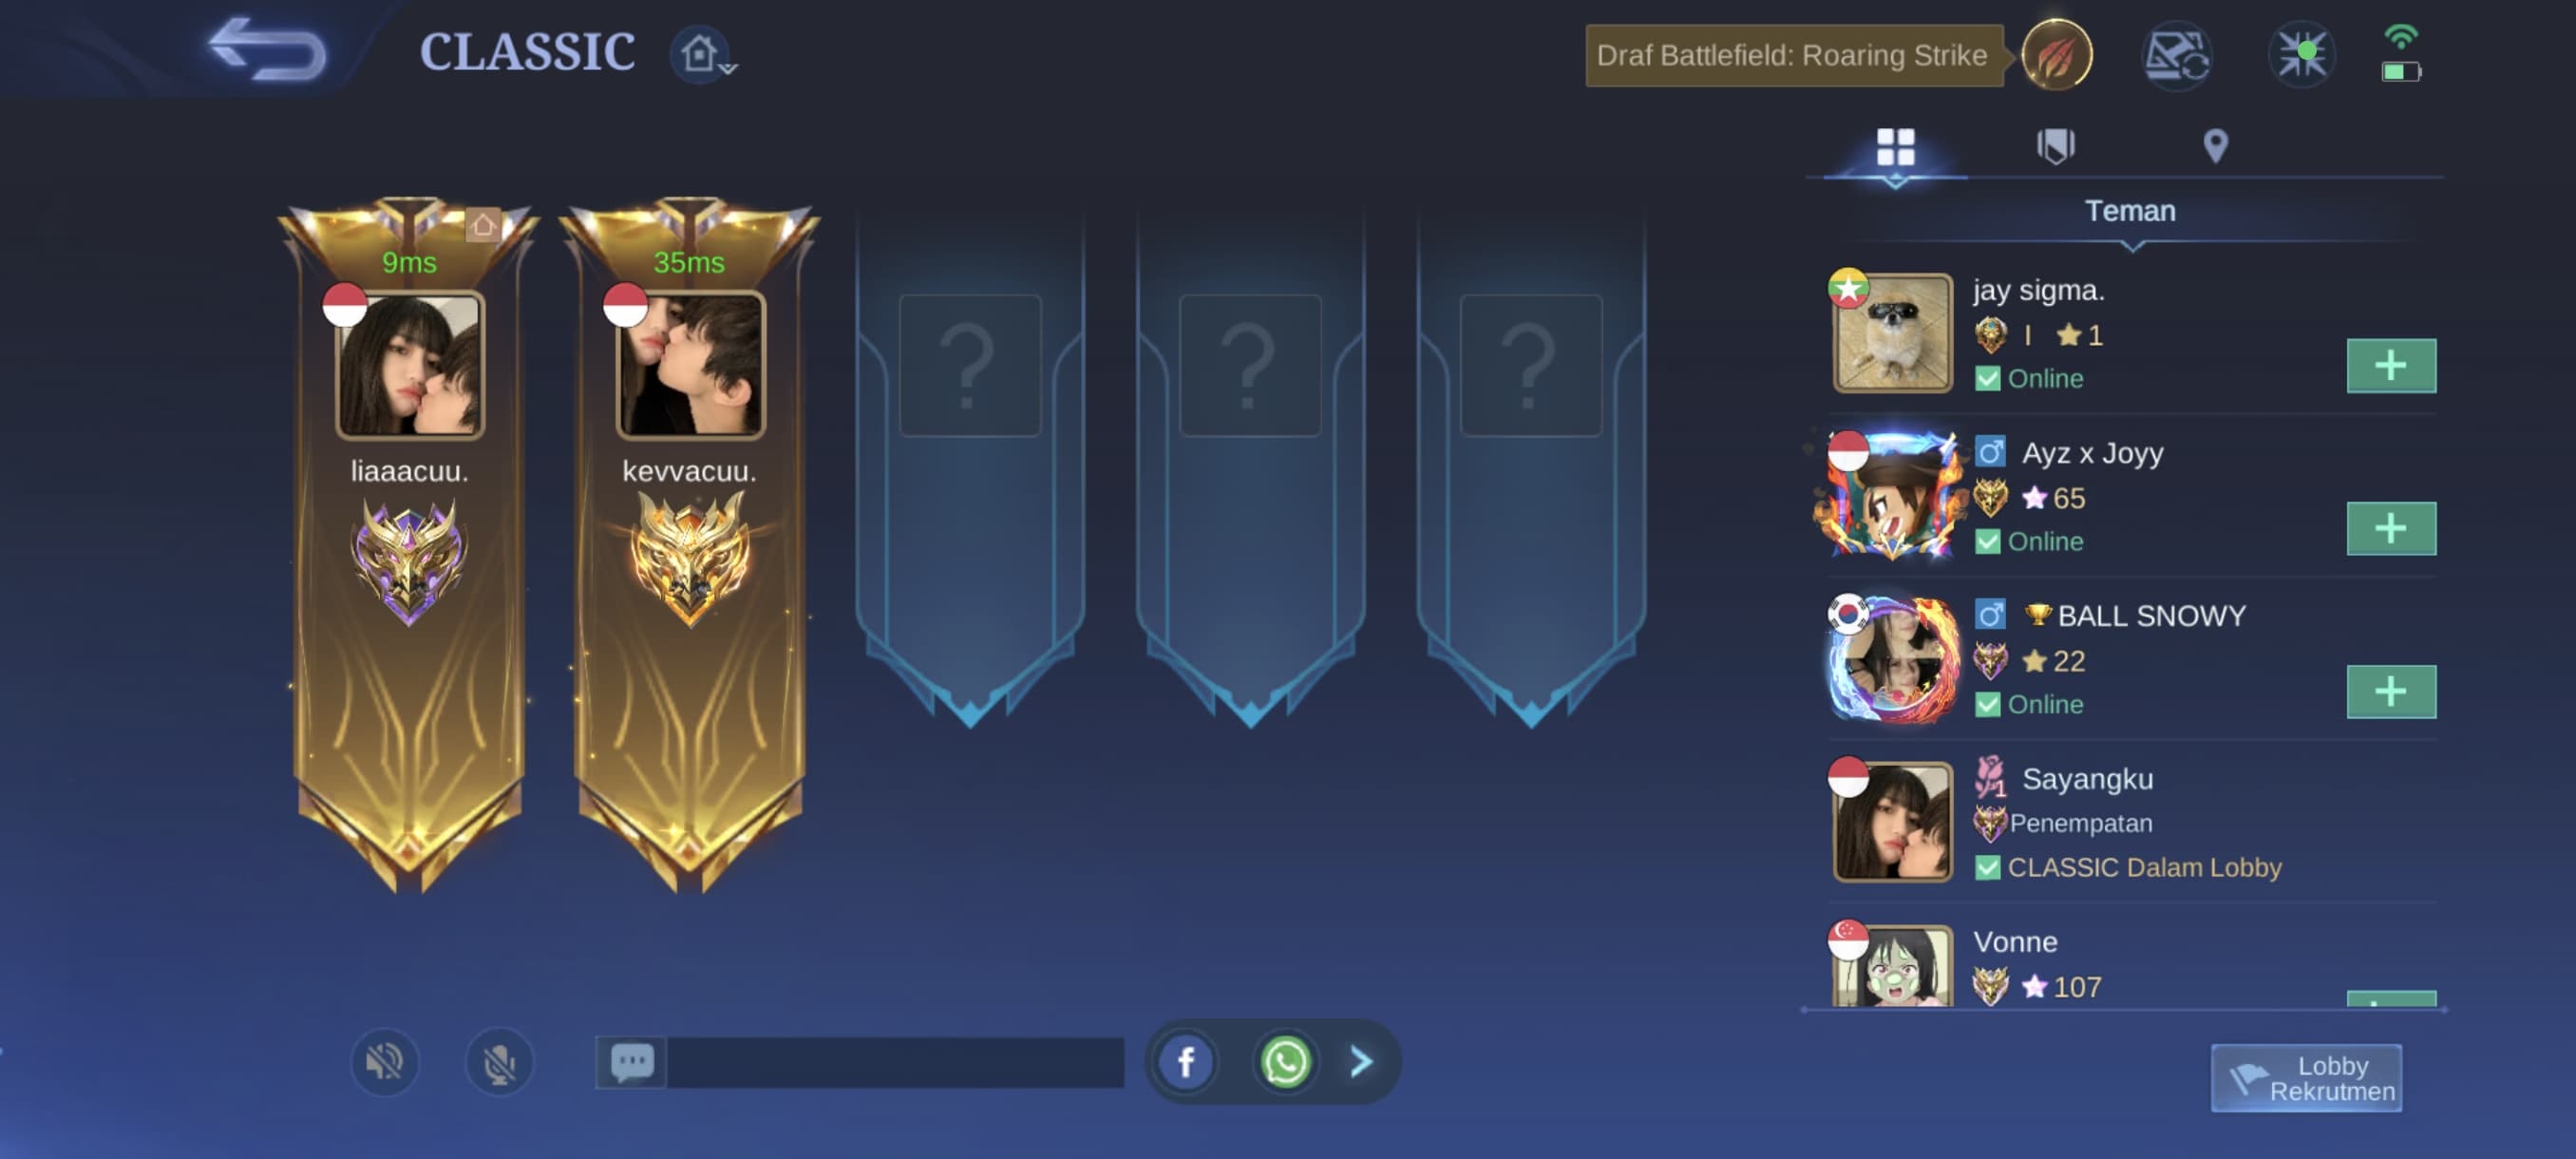 CLASSIC
Draf Battlefield: Roaring Strike
Teman
9ms
liaaacuu.
35ms
kevvacuu.
?
?
?
jay sigma.
I 1
Online
Ayz x Joyy
65
Online
BALL SNOWY
22
Online
1 Sayangku
Penempatan
CLASSIC Dalam Lobby
Vonne
107
Lobby
Rekrutmen